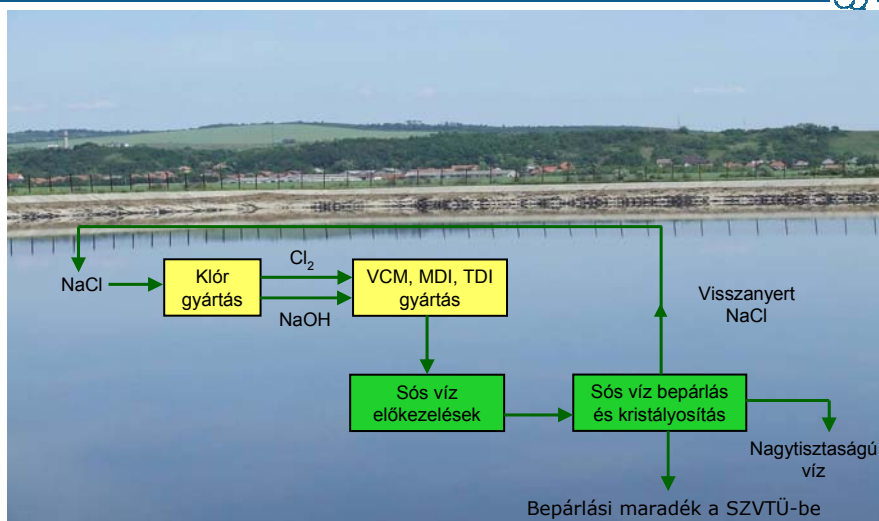 NaCl
Klór
gyártás
Cl₂
NaOH
VCM, MDI, TDI
gyártás
Visszanyert
NaCl
Sós víz
előkezelések
Sós víz bepárlás
és kristályosítás
Nagytisztaságú
víz
Bepárlási maradék a SZVTÜ-be